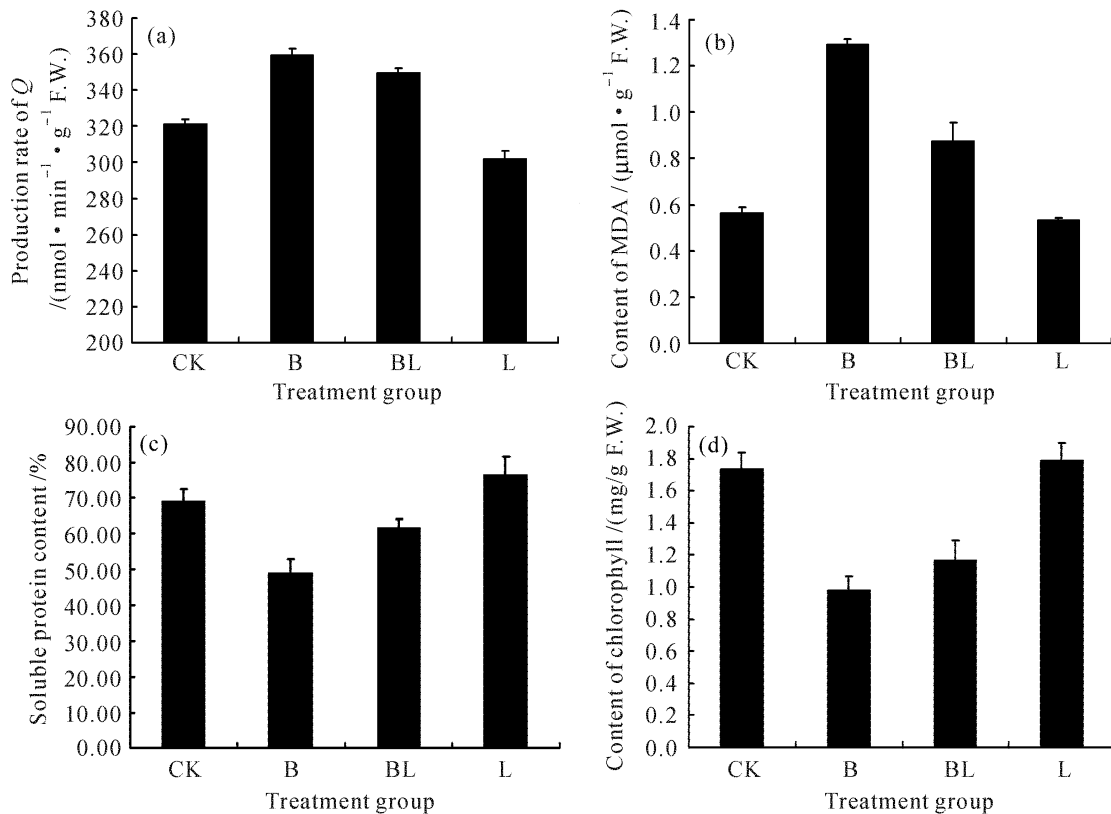 (a)
Production rate of Q
/(nmol • min⁻¹ • g⁻¹ F.W.)
380
360
340
320
300
280
260
240
220
200
CK B BL L
Treatment group
(b)
Content of MDA /(μmol • g⁻¹ F.W.)
1.4
1.2
1.0
0.8
0.6
0.4
0.2
0.0
CK B BL L
Treatment group
(c)
Soluble protein content /%
90.00
80.00
70.00
60.00
50.00
40.00
30.00
20.00
10.00
0.00
CK B BL L
Treatment group
(d)
Content of chlorophyll /(mg/g F.W.)
2.0
1.8
1.6
1.4
1.2
1.0
0.8
0.6
0.4
0.2
0.0
CK B BL L
Treatment group